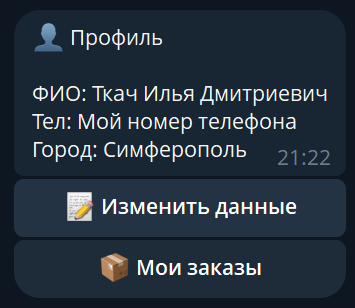 Профиль
ФИО: Ткач Илья Дмитриевич
Тел: Мой номер телефона
Город: Симферополь
21:22
Изменить данные
Мои заказы